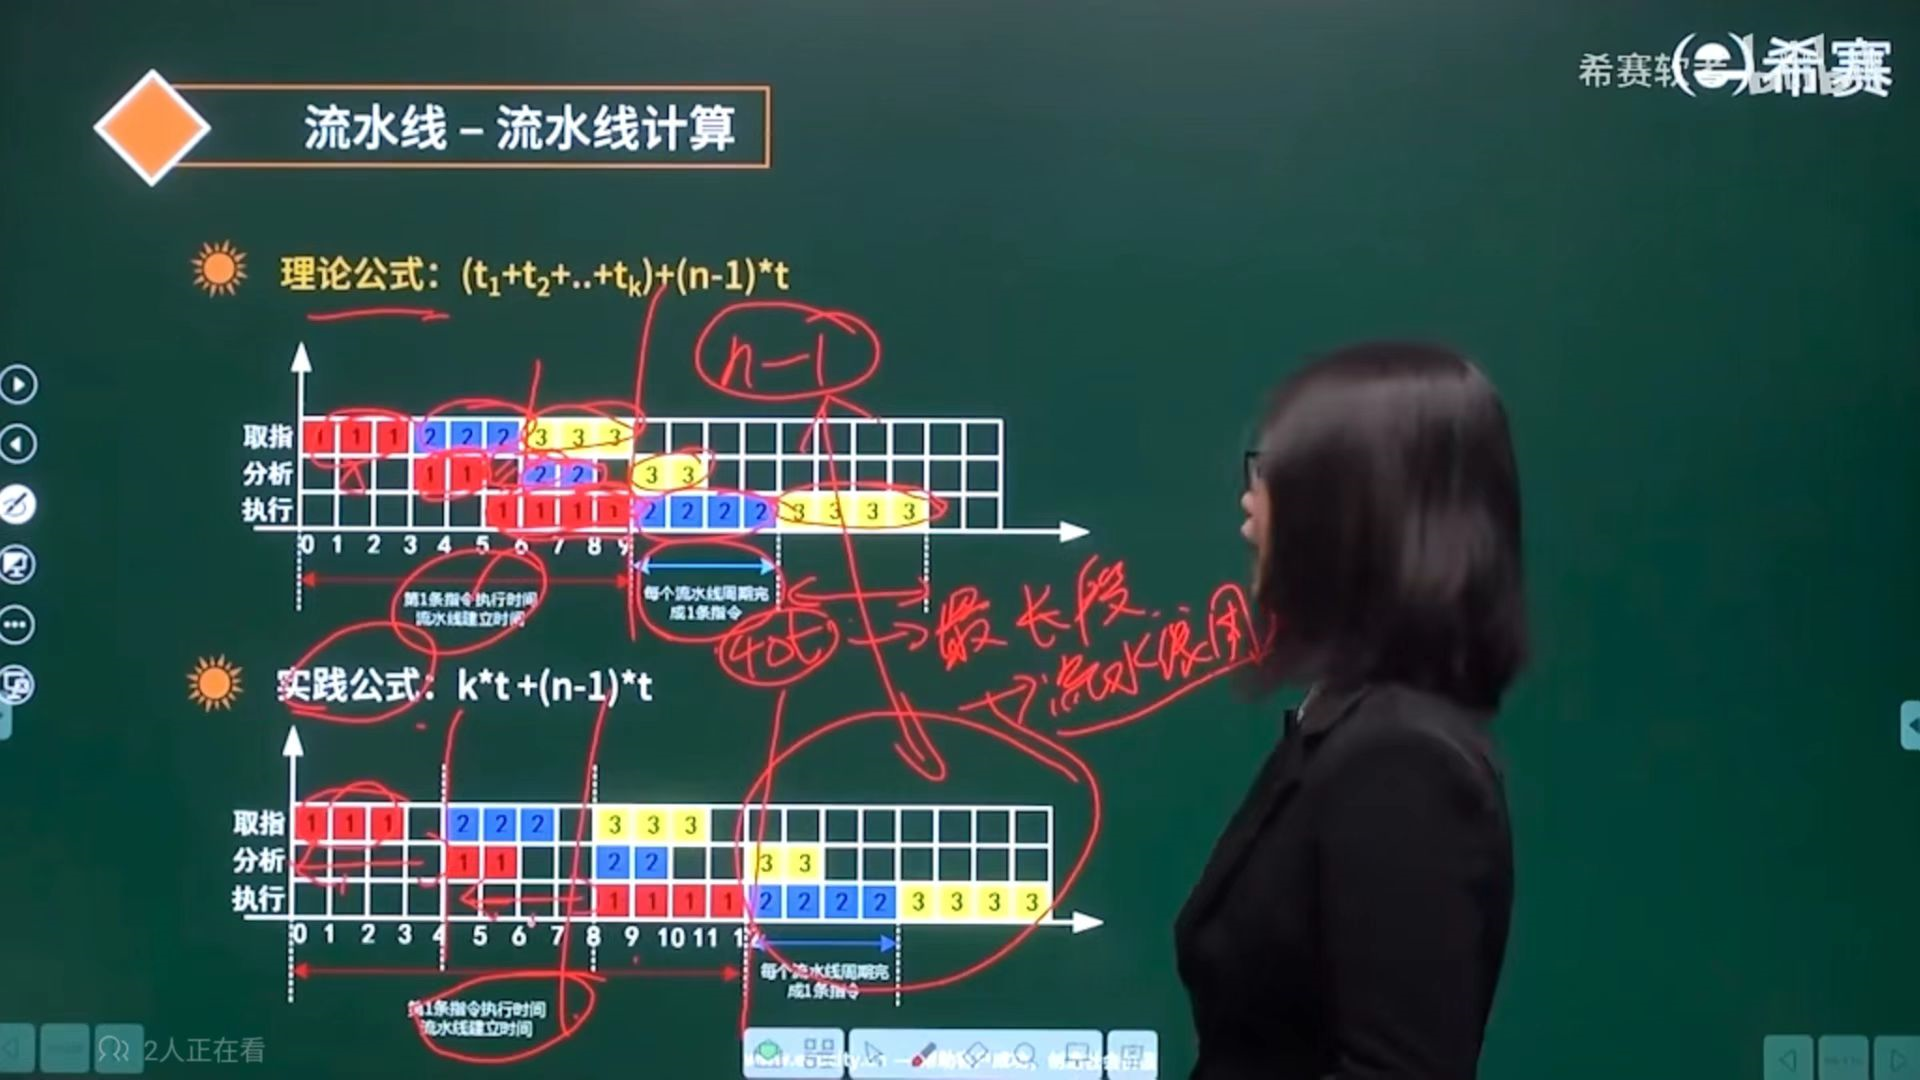 希赛软考
希赛
流水线 – 流水线计算
理论公式：(t1+t2+..+tk)+(n-1)*t
n-1
取指 1 1 1 2 2 2 3 3 3
分析 1 1 2 2 3 3
执行 1 1 1 1 2 2 2 2 3 3 3 3
0 1 2 3 4 5 6 7 8 9
第1条指令执行时间
流水线建立时间
每个流水线周期完
成1条指令
4Δt
最长段
流水线周
实践公式：k*t +(n-1)*t
取指 1 1 1 2 2 2 3 3 3
分析 1 1 2 2 3 3
执行 1 1 1 1 2 2 2 2 3 3 3 3
0 1 2 3 4 5 6 7 8 9 10 11 12
第1条指令执行时间
流水线建立时间
每个流水线周期完
成1条指令
2人正在看